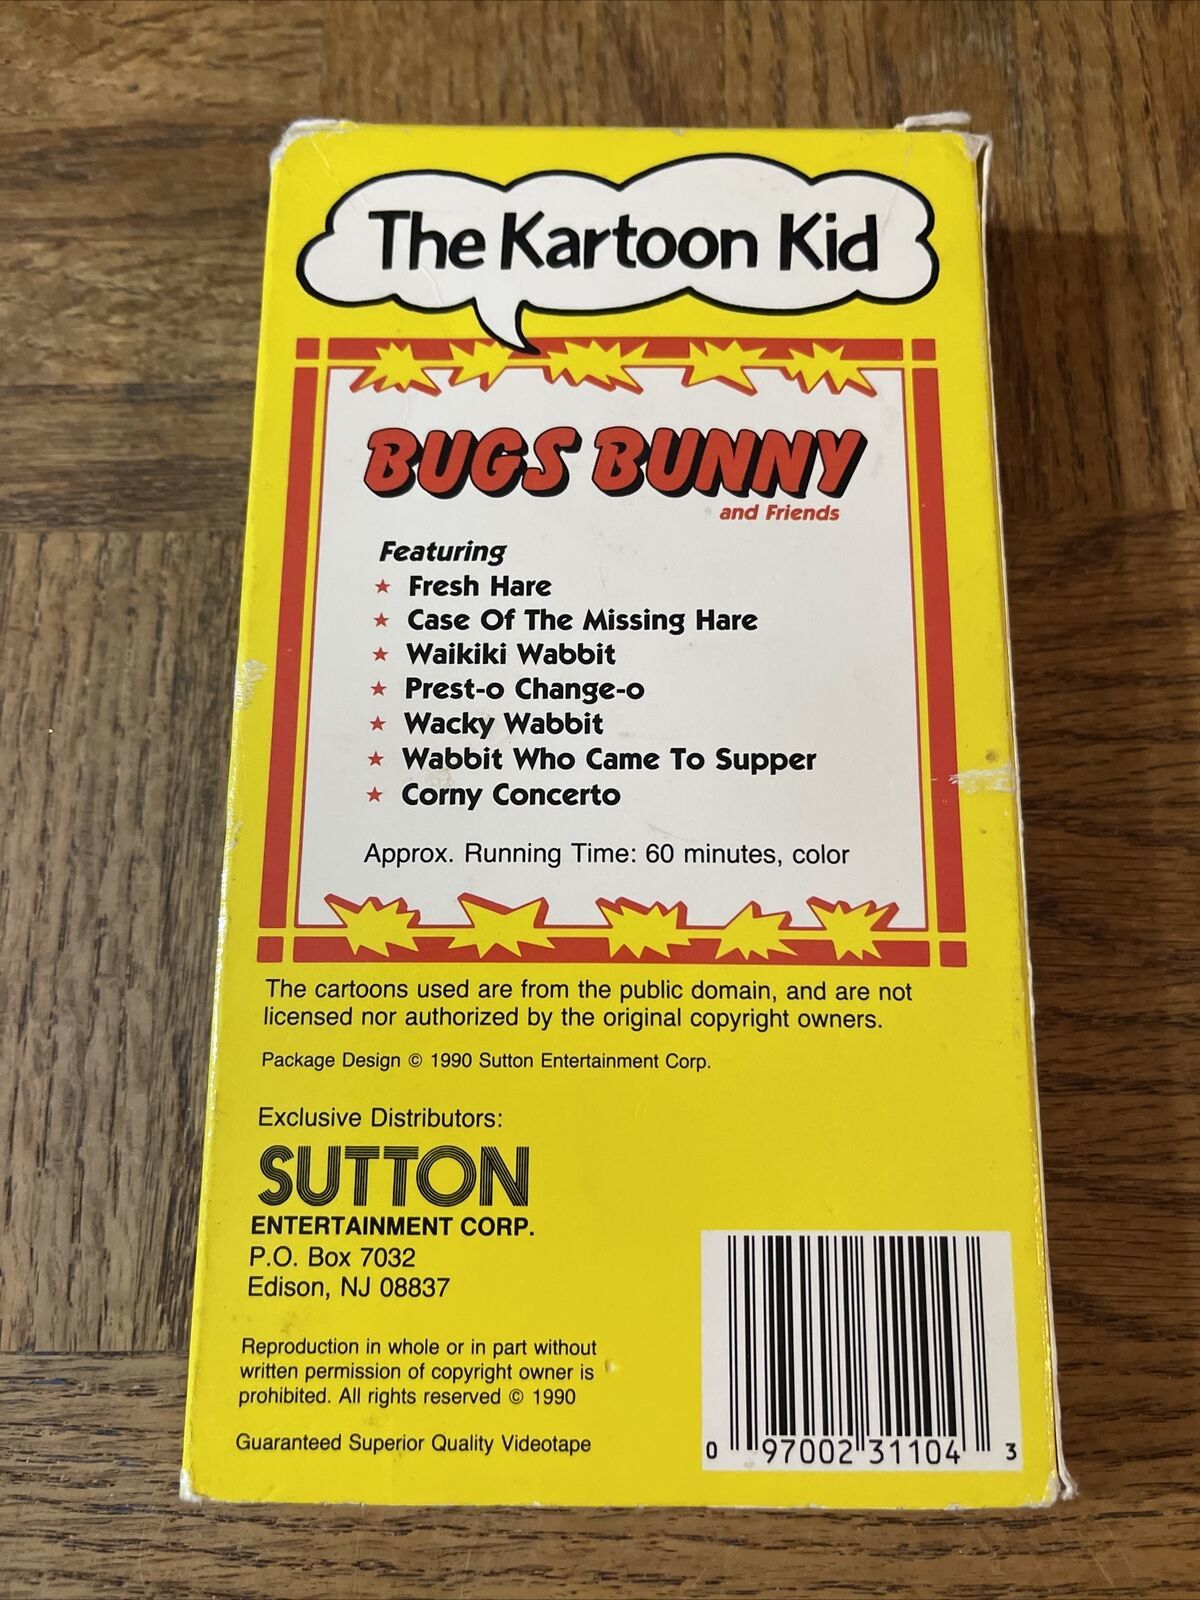 The Kartoon Kid
BUGS BUNNY
and Friends
Featuring
★ Fresh Hare
★ Case Of The Missing Hare
★ Waikiki Wabbit
★ Prest-o Change-o
★ Wacky Wabbit
★ Wabbit Who Came To Supper
★ Corny Concerto
Approx. Running Time: 60 minutes, color
The cartoons used are from the public domain, and are not
licensed nor authorized by the original copyright owners.
Package Design © 1990 Sutton Entertainment Corp.
Exclusive Distributors:
SUTTON
ENTERTAINMENT CORP.
P.O. Box 7032
Edison, NJ 08837
Reproduction in whole or in part without
written permission of copyright owner is
prohibited. All rights reserved © 1990
Guaranteed Superior Quality Videotape
0 97002 31104 3